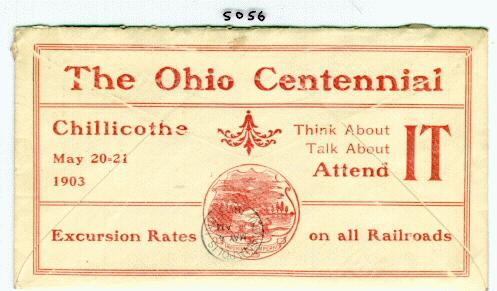 5056
The Ohio Centennial
Chillicothe
May 20-21
1903
Think About
Talk About
Attend
IT
Excursion Rates
on all Railroads